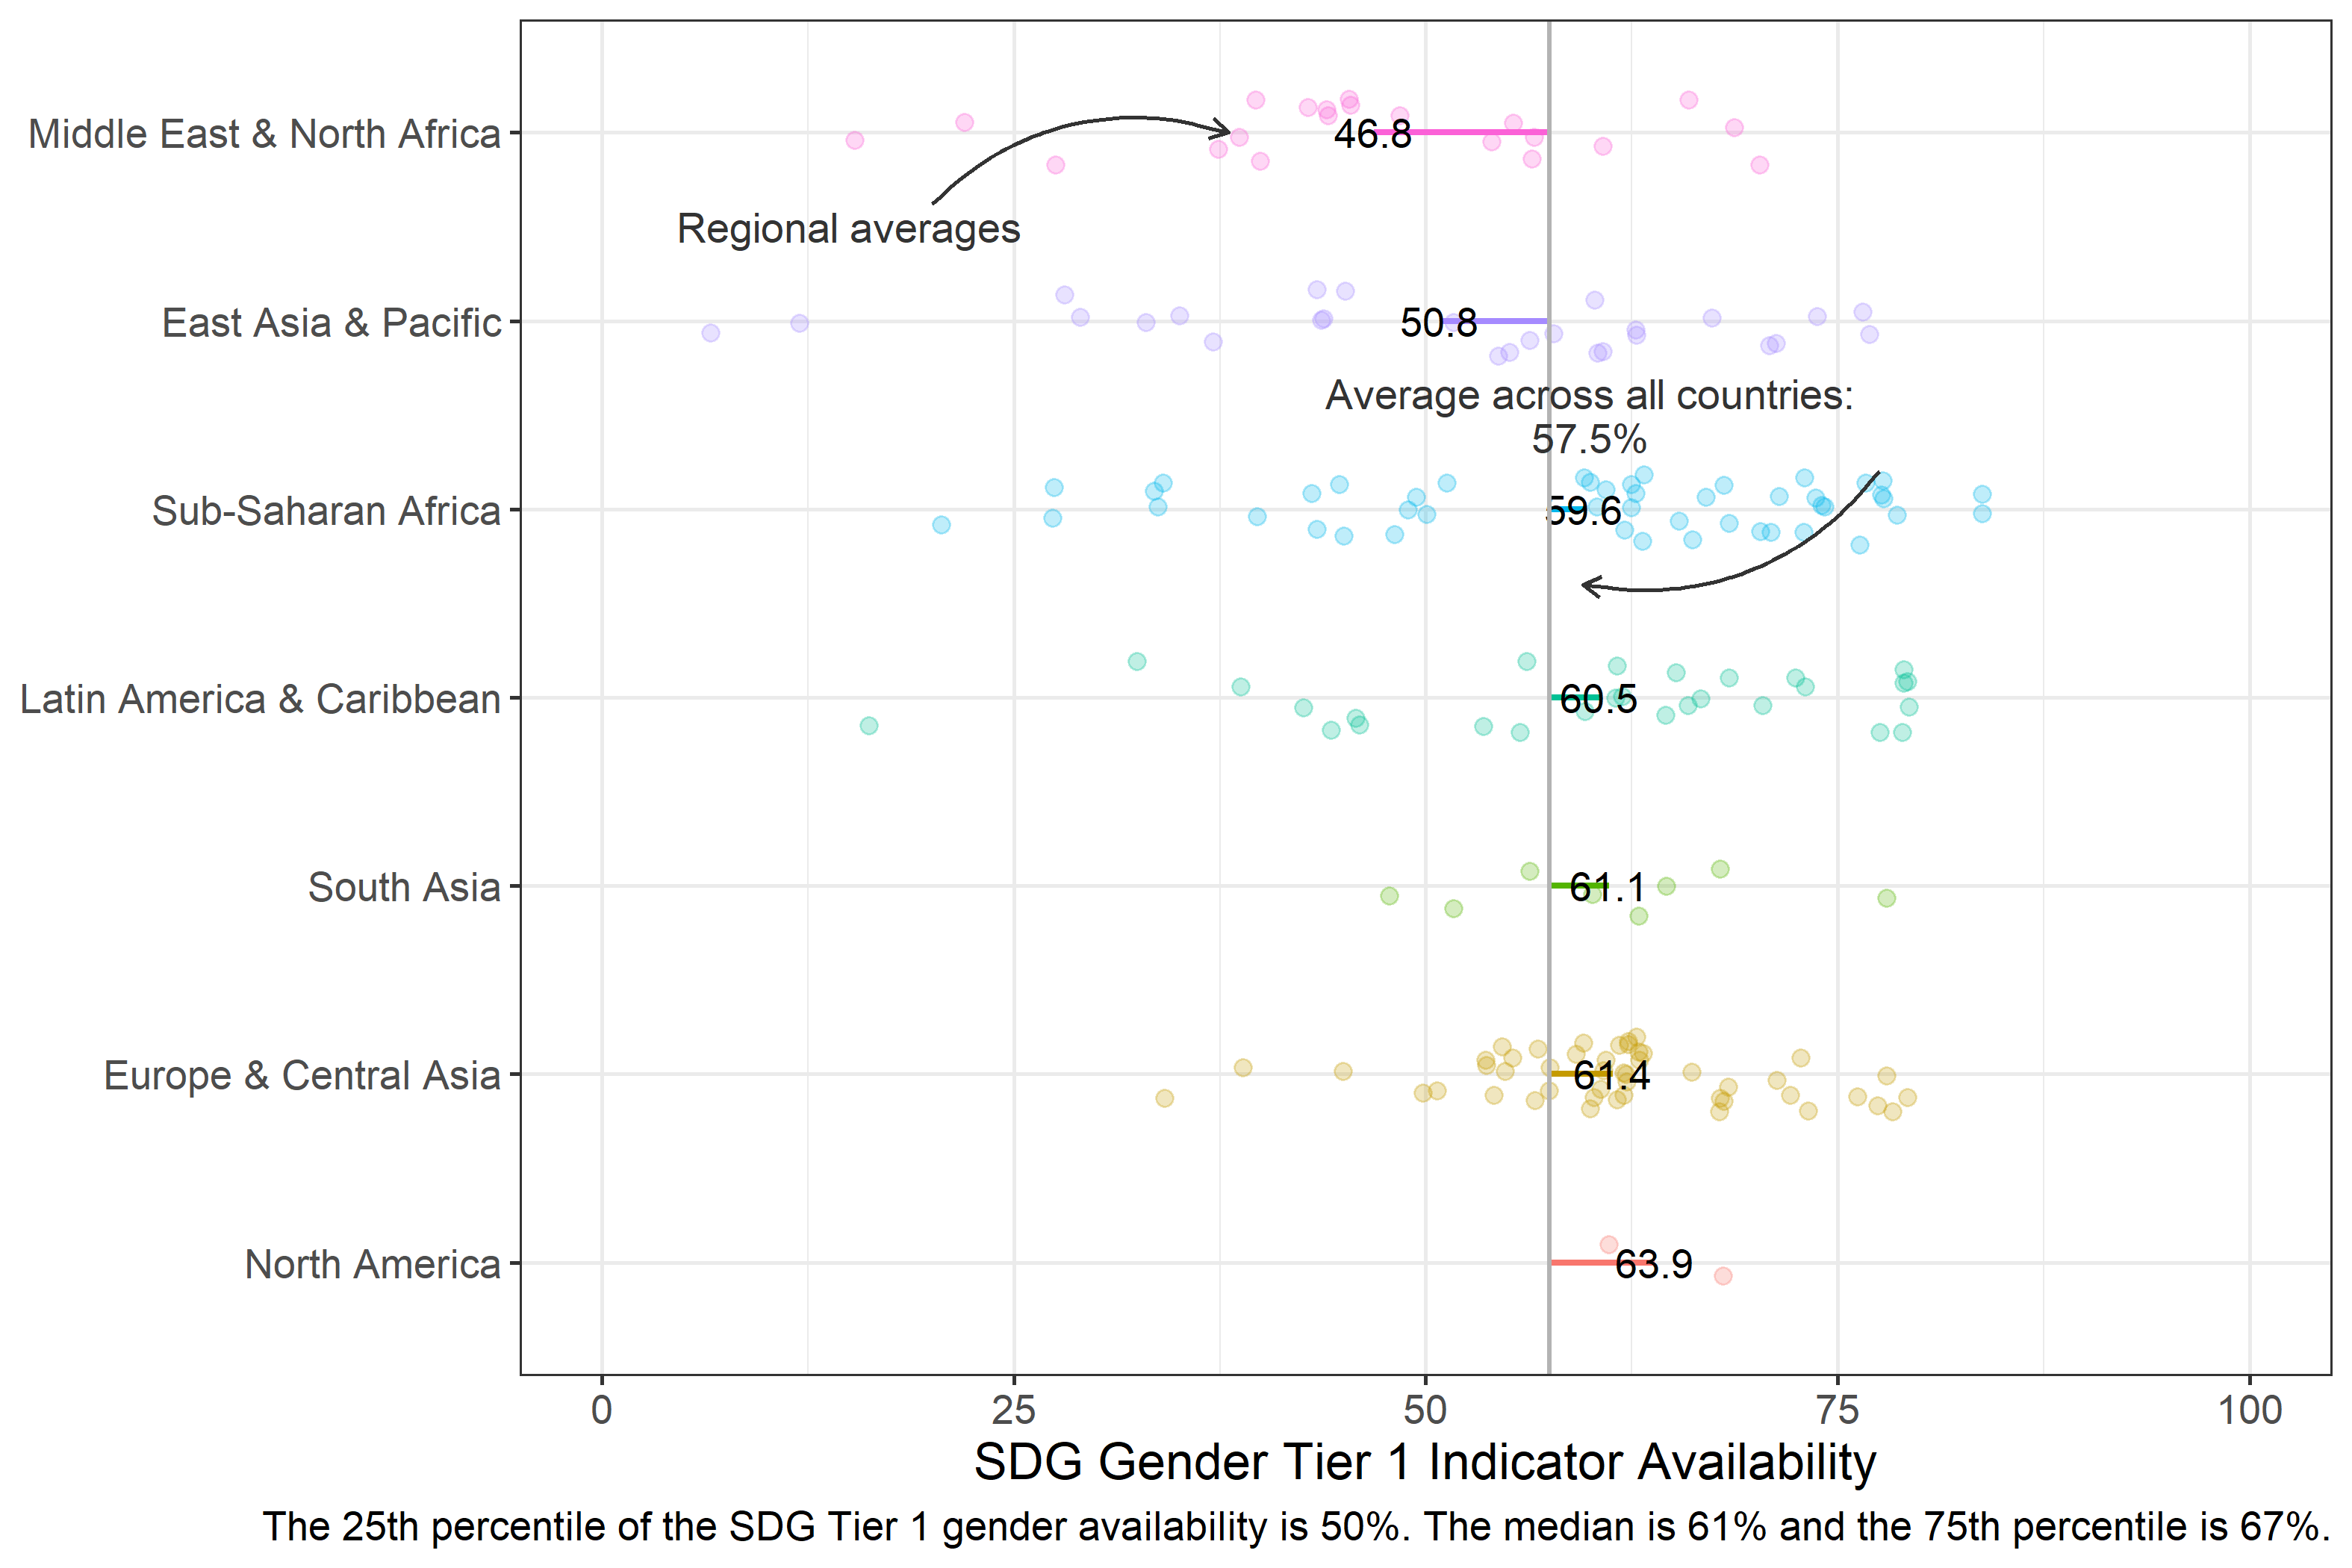 Middle East & North Africa
46.8
Regional averages
East Asia & Pacific
50.8
Average across all countries:
57.5%
Sub-Saharan Africa
59.6
Latin America & Caribbean
60.5
South Asia
61.1
Europe & Central Asia
61.4
North America
63.9
0 25 50 75 100
SDG Gender Tier 1 Indicator Availability
The 25th percentile of the SDG Tier 1 gender availability is 50%. The median is 61% and the 75th percentile is 67%.